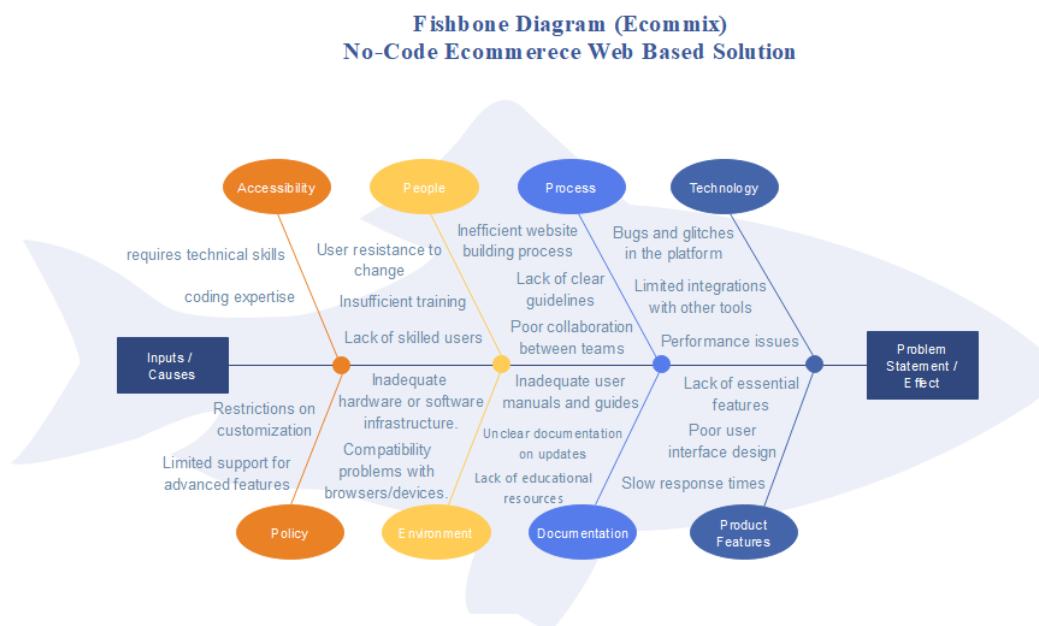 Fishbone Diagram (Ecommix)
No-Code Ecommerece Web Based Solution
Accessibility
People
Process
Technology
requires technical skills
coding expertise
User resistance to
change
Insufficient training
Lack of skilled users
Inefficient website
building process
Lack of clear
guidelines
Poor collaboration
between teams
Bugs and glitches
in the platform
Limited integrations
with other tools
Performance issues
Inputs /
Causes
Problem
Statement /
Effect
Restrictions on
customization
Limited support for
advanced features
Inadequate
hardware or software
infrastructure.
Compatibility
problems with
browsers/devices.
Inadequate user
manuals and guides
Unclear documentation
on updates
Lack of educational
resources
Lack of essential
features
Poor user
interface design
Slow response times
Policy
Environment
Documentation
Product
Features